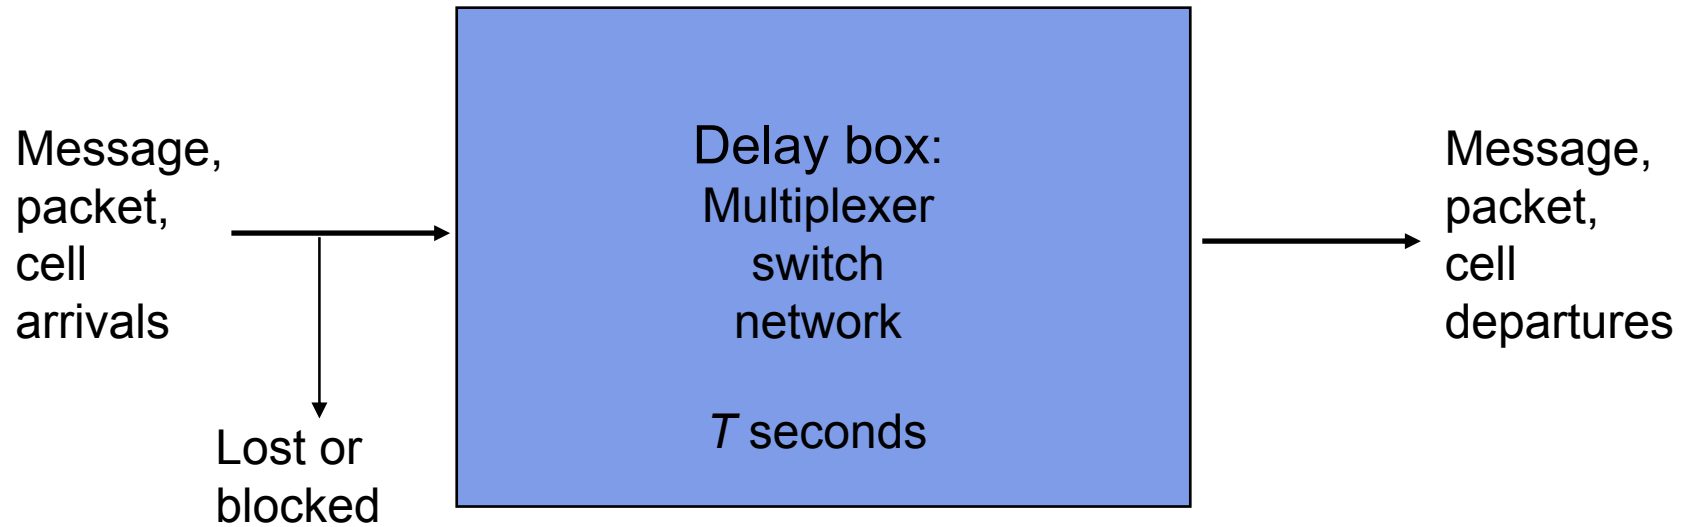 Message,
packet,
cell
arrivals
Lost or
blocked
Delay box:
Multiplexer
switch
network
T seconds
Message,
packet,
cell
departures